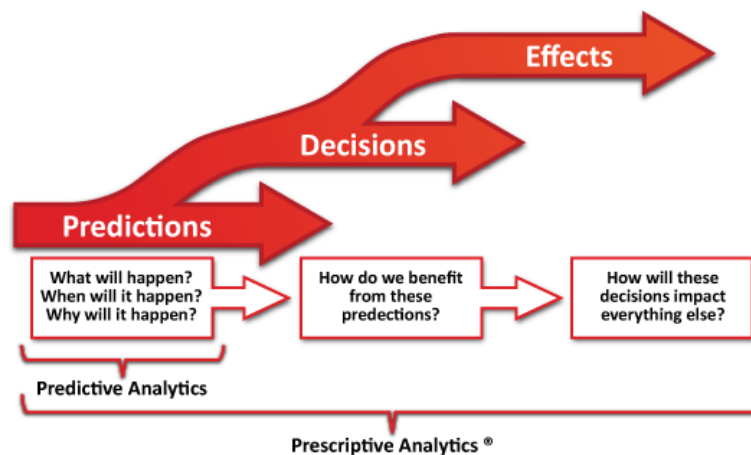 Effects
Decisions
Predictions
What will happen?
When will it happen?
Why will it happen?
How do we benefit
from these
predections?
How will these
decisions impact
everything else?
Predictive Analytics
Prescriptive Analytics ®